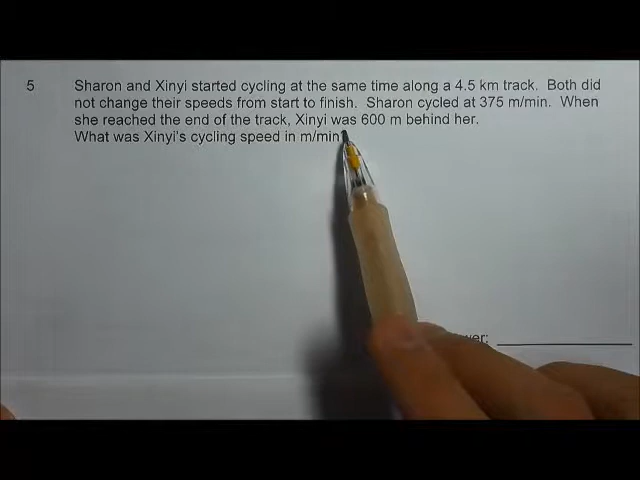 5 Sharon and Xinyi started cycling at the same time along a 4.5 km track. Both did
not change their speeds from start to finish. Sharon cycled at 375 m/min. When
she reached the end of the track, Xinyi was 600 m behind her.
What was Xinyi's cycling speed in m/min